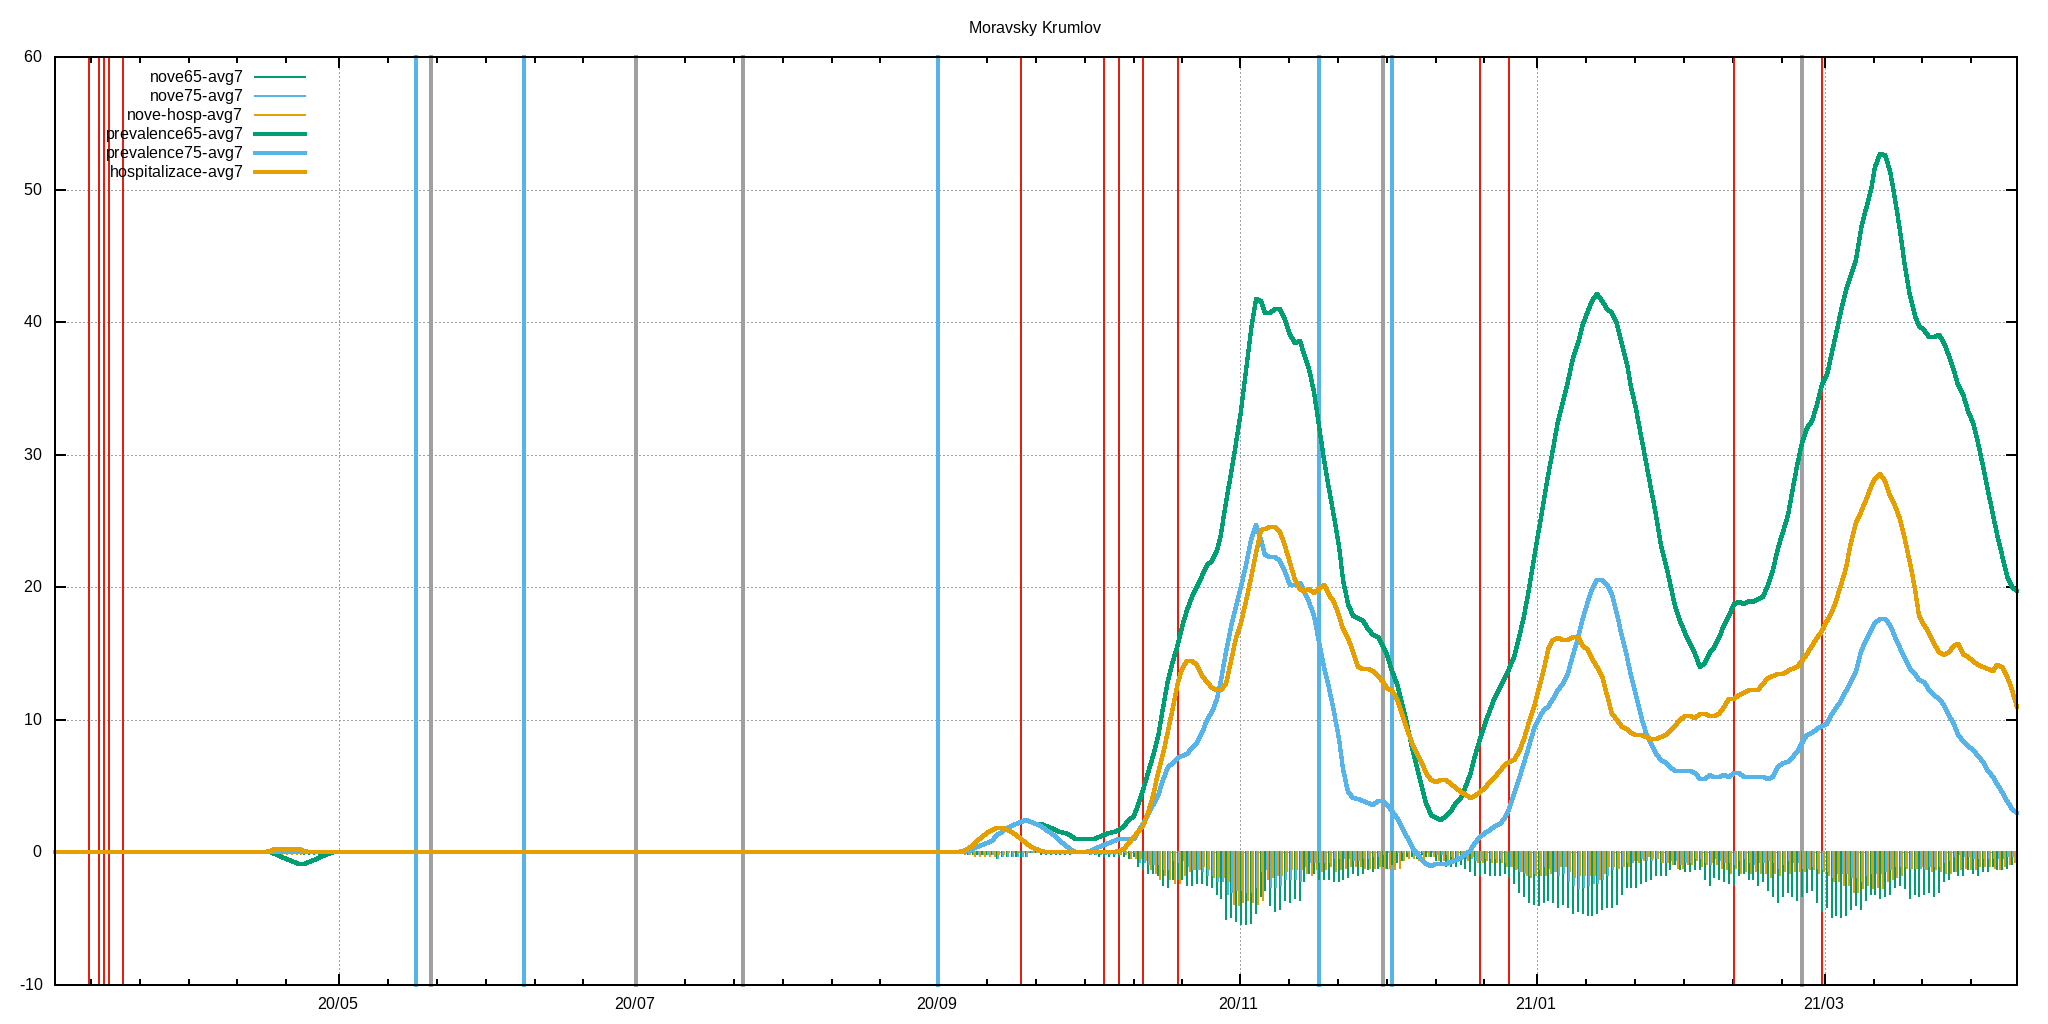 Moravsky Krumlov
60
nove65-avg7
nove75-avg7
nove-hosp-avg7
prevalence65-avg7
prevalence75-avg7
hospitalizace-avg7
50
40
30
20
10
0
-10
20/05 20/07 20/09 20/11 21/01 21/03